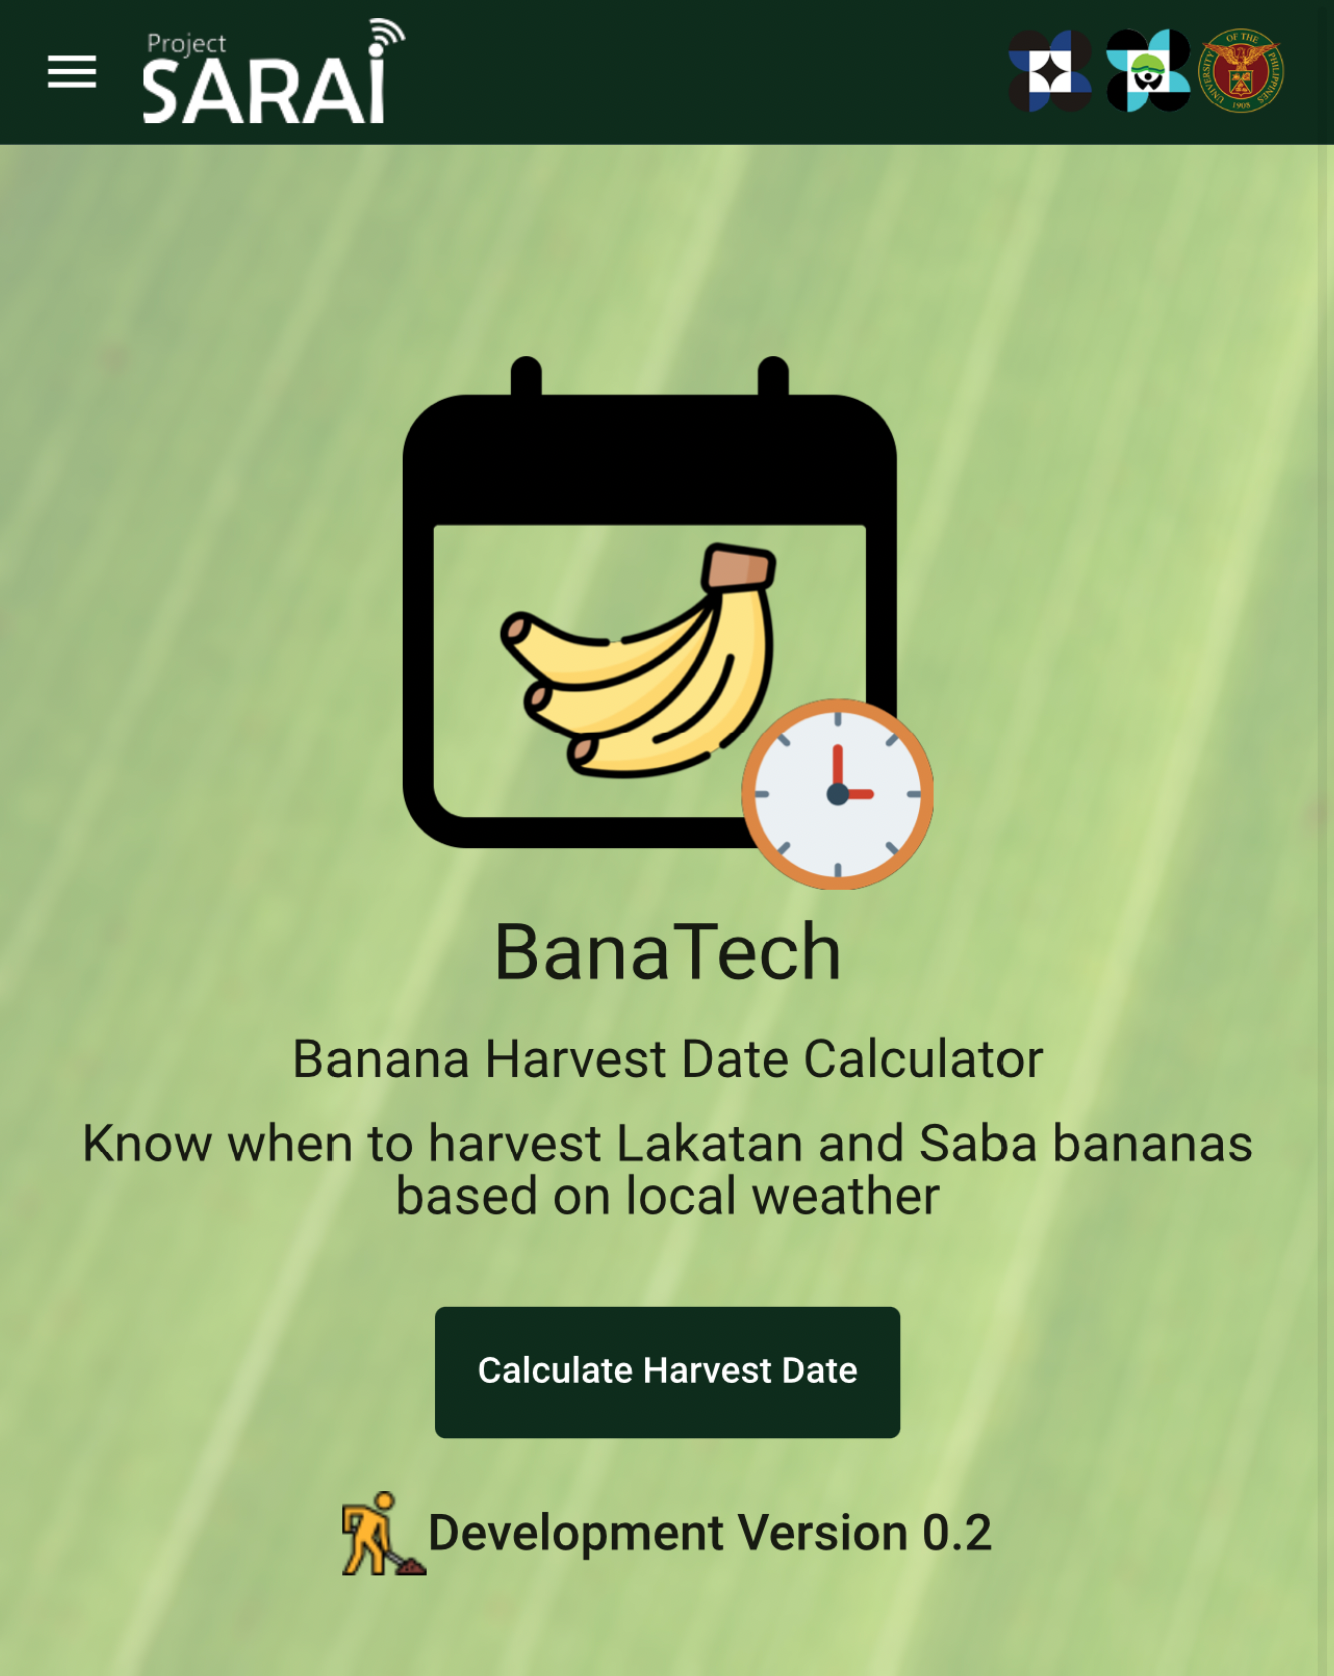 Project
SARAi
OF THE
UNIVERSITY
PHILIPPINES
1908
BanaTech
Banana Harvest Date Calculator
Know when to harvest Lakatan and Saba bananas
based on local weather
Calculate Harvest Date
Development Version 0.2